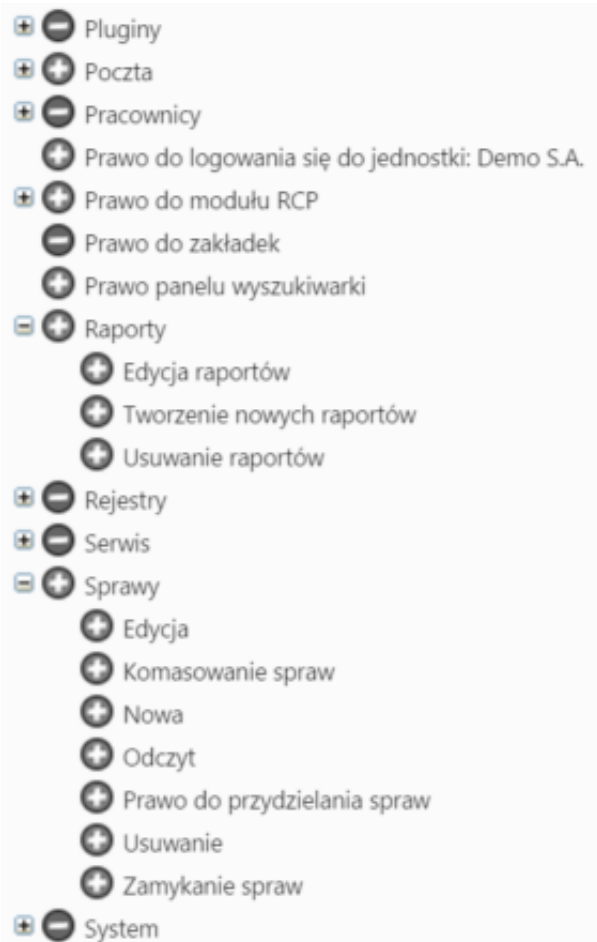 Pluginy
Poczta
Pracownicy
Prawo do logowania się do jednostki: Demo S.A.
Prawo do modułu RCP
Prawo do zakładek
Prawo panelu wyszukiwarki
Raporty
Edycja raportów
Tworzenie nowych raportów
Usuwanie raportów
Rejestry
Serwis
Sprawy
Edycja
Komasowanie spraw
Nowa
Odczyt
Prawo do przydzielania spraw
Usuwanie
Zamykanie spraw
System